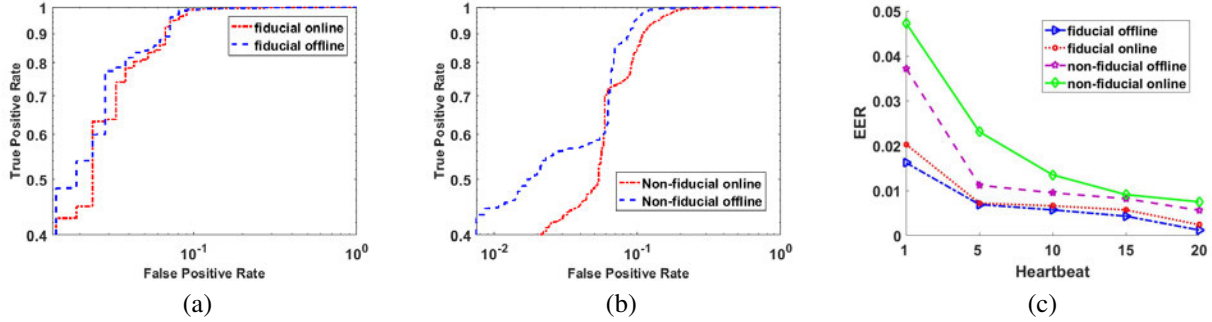 1
0.9
0.8
0.7
0.6
0.5
0.4
True Positive Rate
fiducial online
fiducial offline
10⁻¹
10⁰
False Positive Rate
(a)
1
0.9
0.8
0.7
0.6
0.5
0.4
True Positive Rate
Non-fiducial online
Non-fiducial offline
10⁻²
10⁻¹
10⁰
False Positive Rate
(b)
0.05
0.04
0.03
0.02
0.01
0
EER
fiducial offline
fiducial online
non-fiducial offline
non-fiducial online
1
5
10
15
20
Heartbeat
(c)